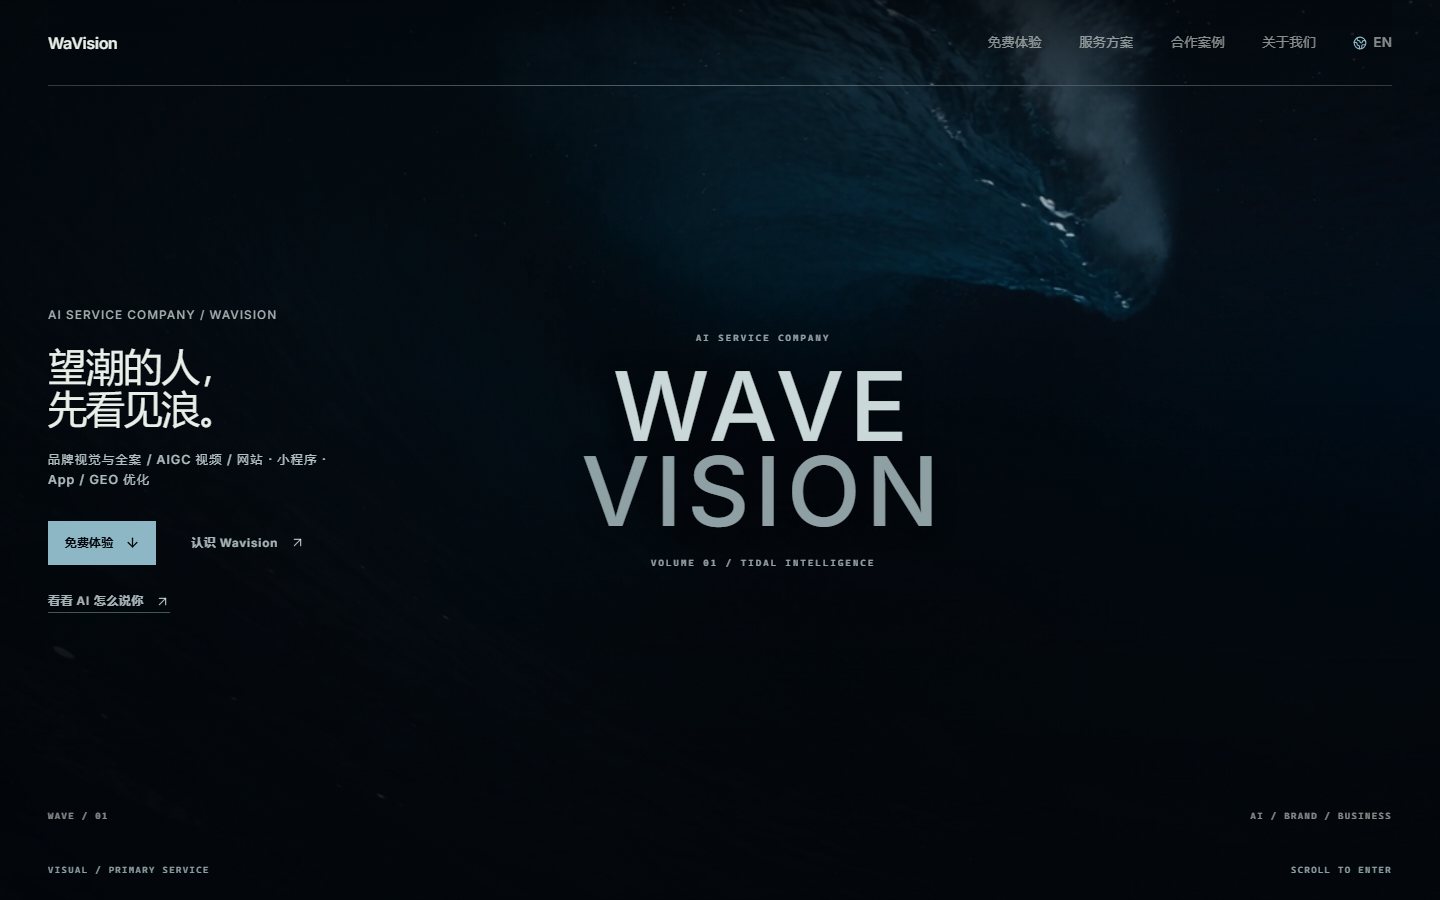 WaVision
免费体验
服务方案
合作案例
关于我们
EN
AI SERVICE COMPANY / WAVISION
望潮的人，
先看见浪。
品牌视觉与全案 / AIGC 视频 / 网站 · 小程序 ·
App / GEO 优化
免费体验 ↓
认识 Wavision ↗
看看 AI 怎么说你 ↗
AI SERVICE COMPANY
WAVE
VISION
VOLUME 01 / TIDAL INTELLIGENCE
WAVE / 01
AI / BRAND / BUSINESS
VISUAL / PRIMARY SERVICE
SCROLL TO ENTER